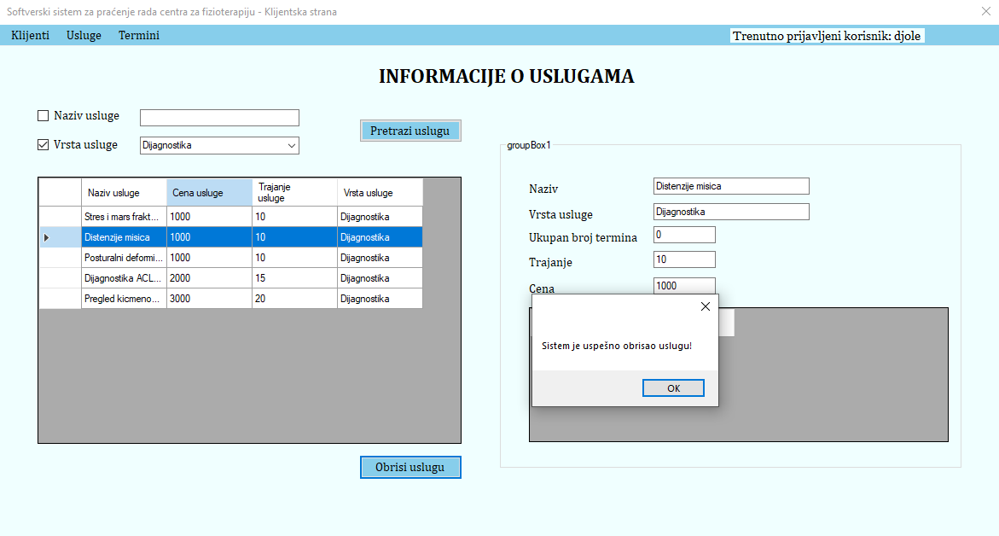 Softverski sistem za praćenje rada centra za fizioterapiju - Klijentska strana
Klijenti Usluge Termini Trenutno prijavljeni korisnik: djole
INFORMACIJE O USLUGAMA
Naziv usluge
Pretrazi uslugu
Vrsta usluge Dijagnostika
groupBox1
Naziv usluge Cena usluge Trajanje usluge Vrsta usluge
Stres i mars frakt... 1000 10 Dijagnostika
Distenzije misica 1000 10 Dijagnostika
Posturalni deformi... 1000 10 Dijagnostika
Dijagnostika ACL... 2000 15 Dijagnostika
Pregled kicmeno... 3000 20 Dijagnostika
Obrisi uslugu
Naziv Distenzije misica
Vrsta usluge Dijagnostika
Ukupan broj termina 0
Trajanje 10
Cena 1000
Sistem je uspešno obrisao uslugu!
OK